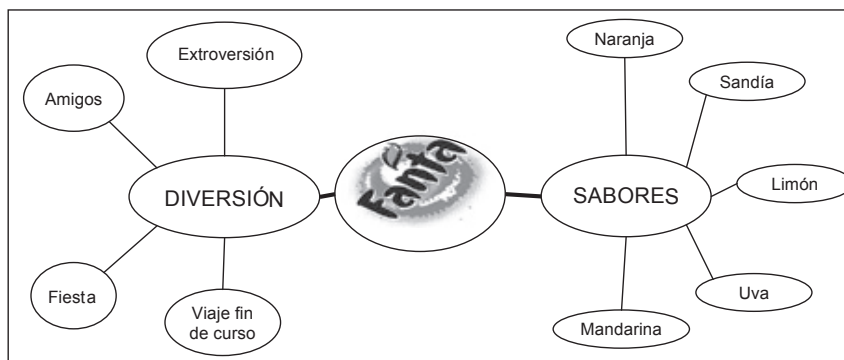 Extroversión
Amigos
DIVERSIÓN
Fiesta
Viaje fin
de curso
Fanta
Naranja
Sandía
SABORES
Limón
Uva
Mandarina